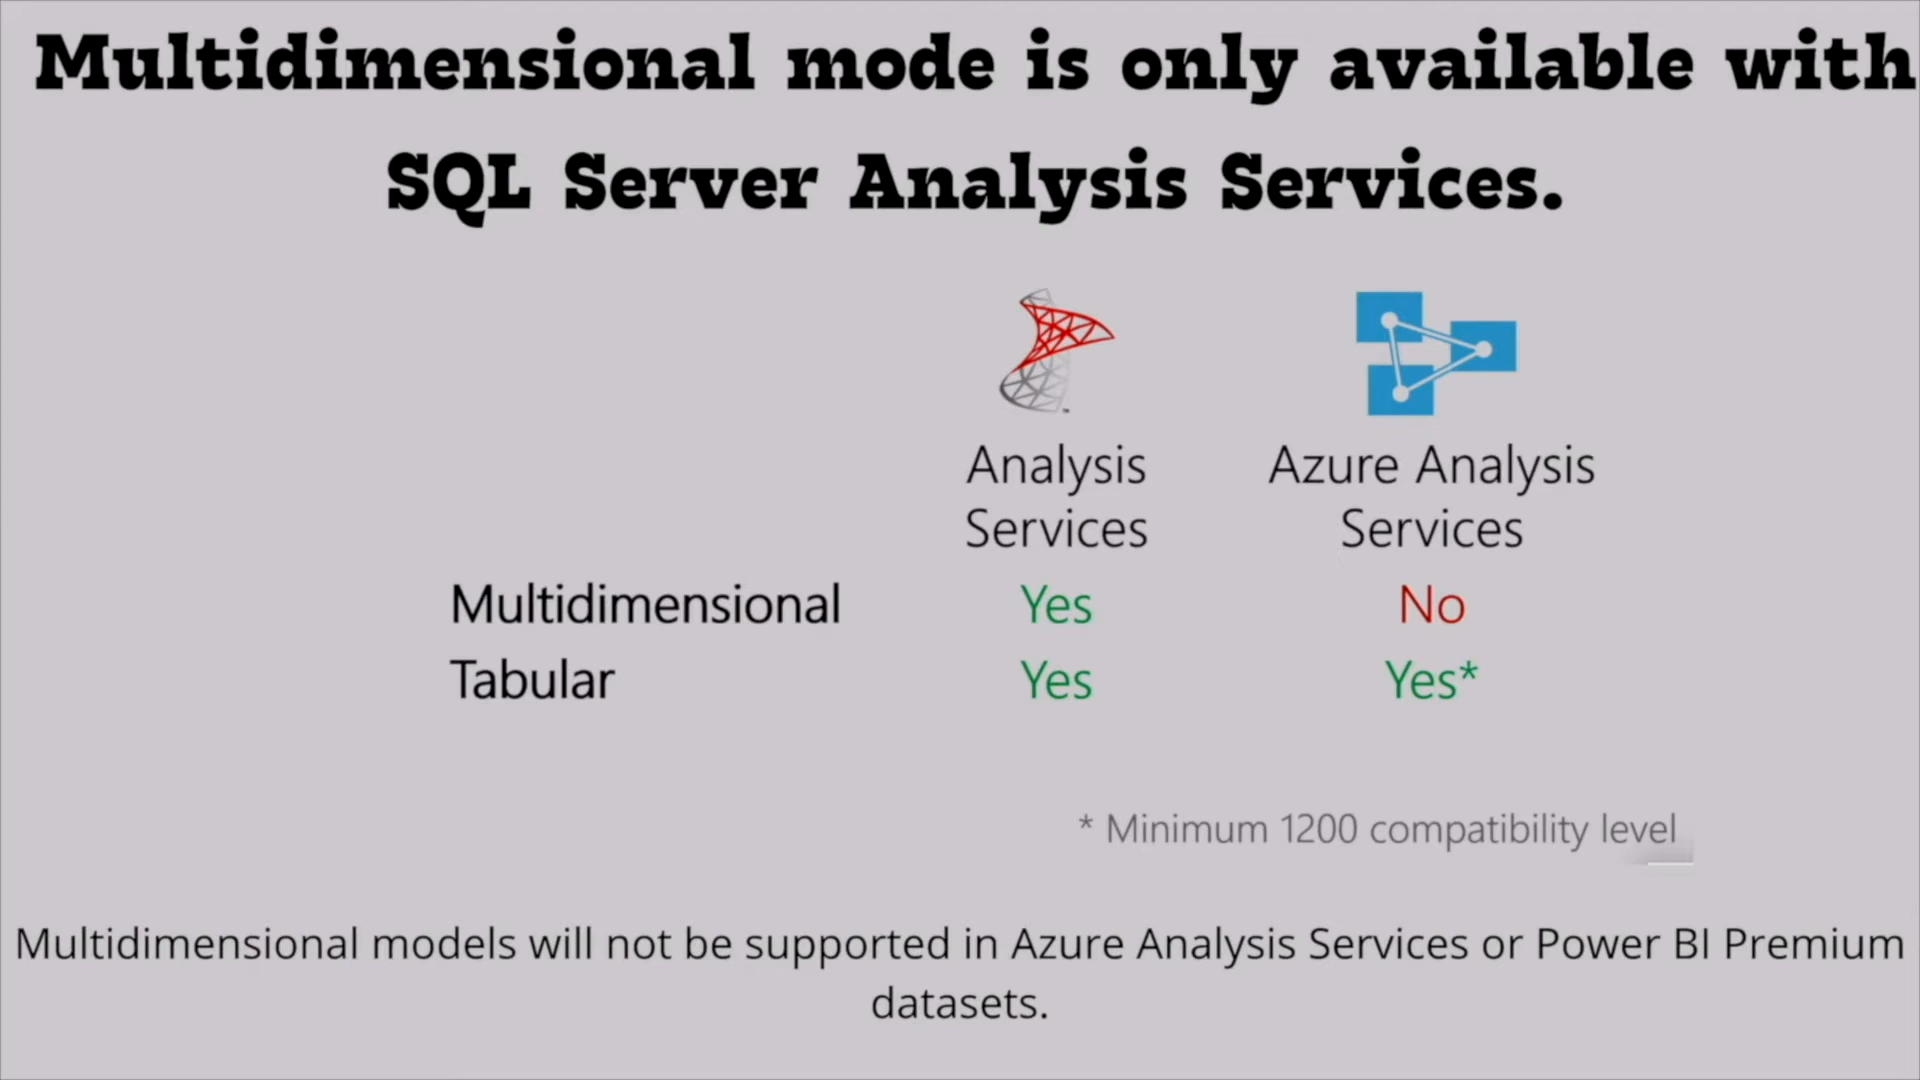 Multidimensional mode is only available with
SQL Server Analysis Services.
Analysis
Services
Azure Analysis
Services
Multidimensional Yes No
Tabular Yes Yes*
* Minimum 1200 compatibility level
Multidimensional models will not be supported in Azure Analysis Services or Power BI Premium
datasets.